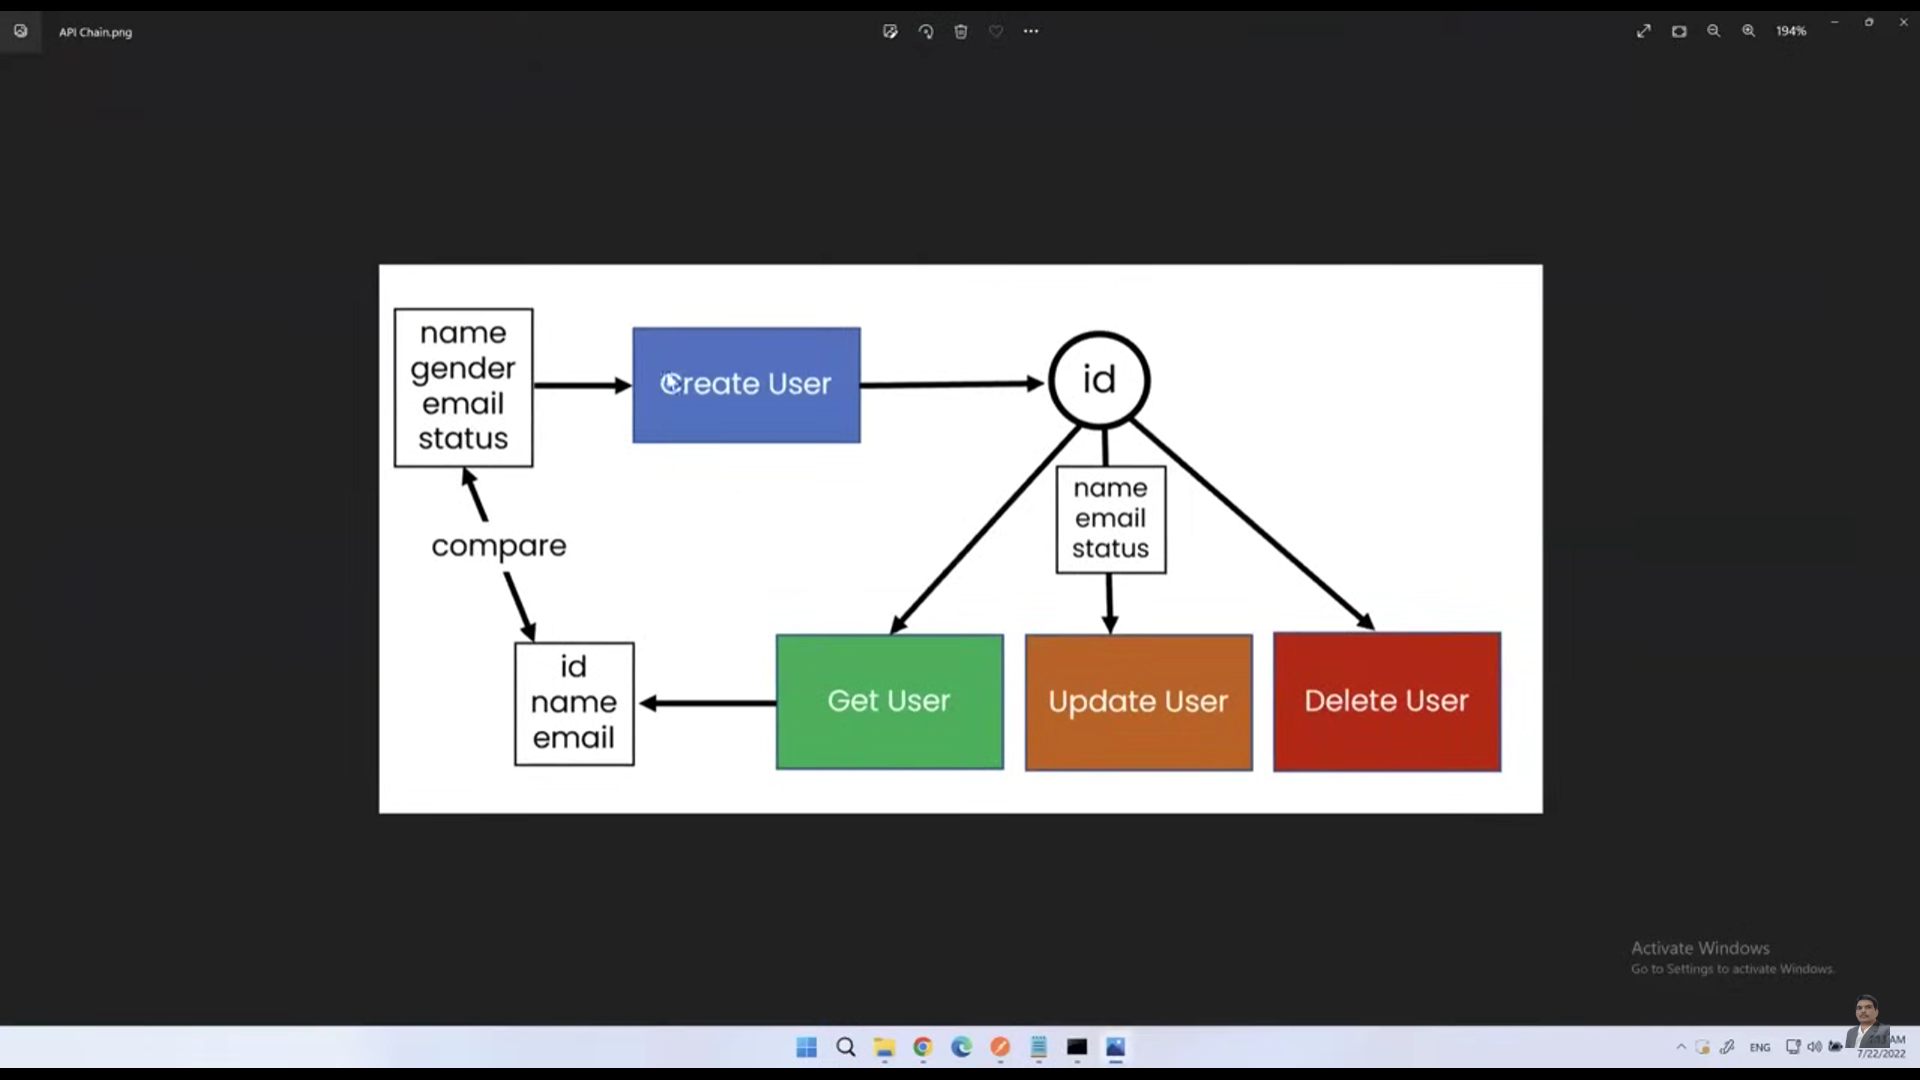 API Chain.png
194%
name
gender
email
status
Create User
id
name
email
status
compare
id
name
email
Get User
Update User
Delete User
Activate Windows
Go to Settings to activate Windows.
ENG
AM
7/22/2022